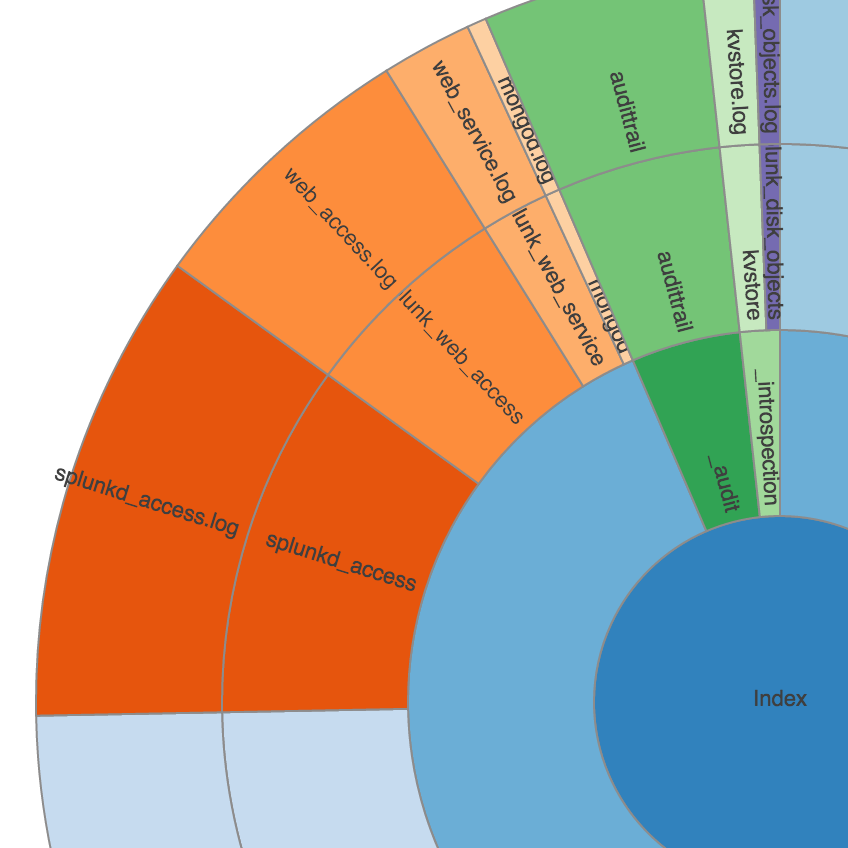 sk_objects.log
kvstore.log
audittrail
mongod.log
web_service.log
web_access.log
splunkd_access.log
lunk_disk_objects
kvstore
audittrail
mongod
lunk_web_service
lunk_web_access
splunkd_access
_introspection
_audit
Index